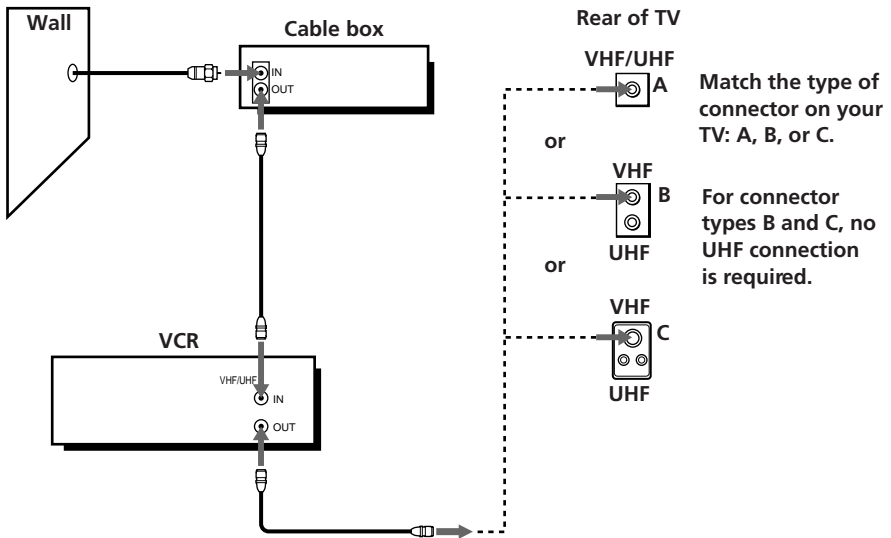 Wall
Cable box
IN
OUT
VCR
VHF/UHF
IN
OUT
Rear of TV
VHF/UHF
A
or
VHF
B
UHF
or
VHF
C
UHF
Match the type of
connector on your
TV: A, B, or C.
For connector
types B and C, no
UHF connection
is required.